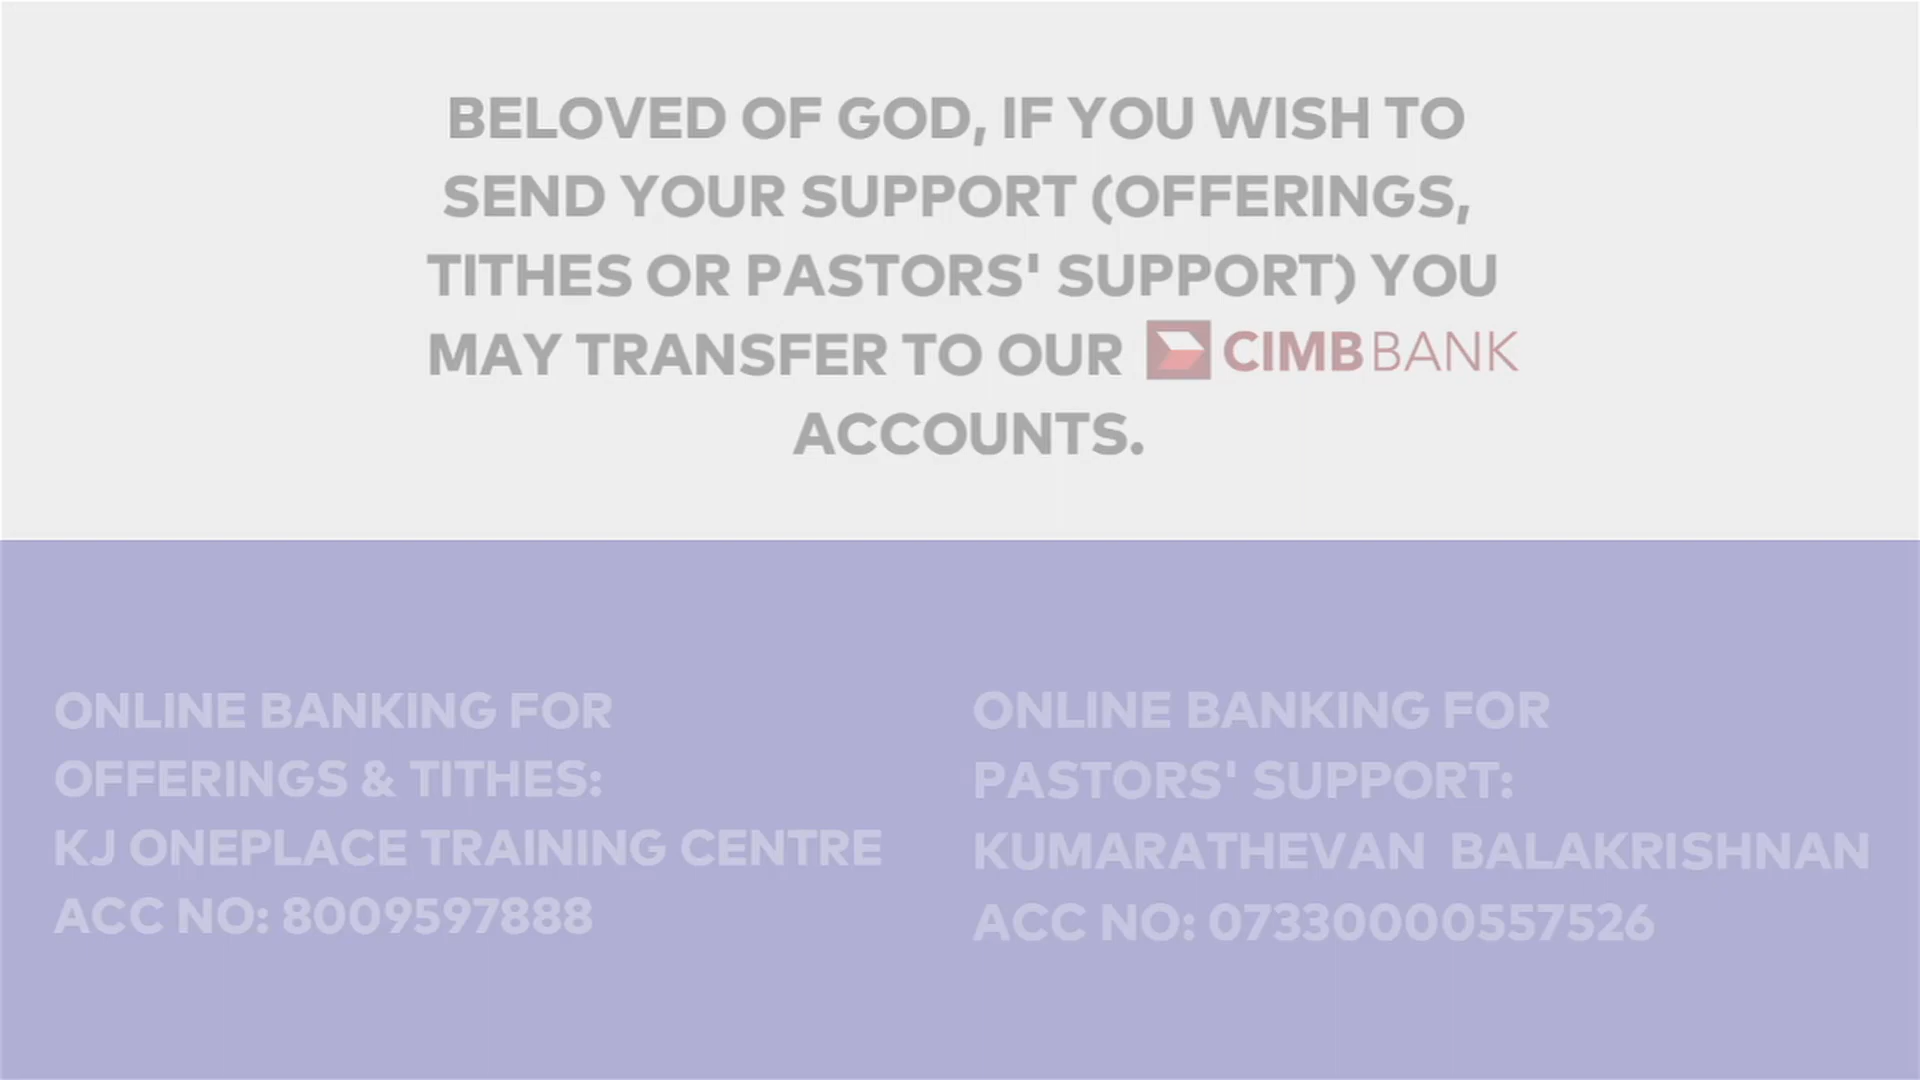 BELOVED OF GOD, IF YOU WISH TO
SEND YOUR SUPPORT (OFFERINGS,
TITHES OR PASTORS' SUPPORT) YOU
MAY TRANSFER TO OUR CIMB BANK
ACCOUNTS.
ONLINE BANKING FOR
OFFERINGS & TITHES:
KJ ONEPLACE TRAINING CENTRE
ACC NO: 8009597888
ONLINE BANKING FOR
PASTORS' SUPPORT:
KUMARATHEVAN BALAKRISHNAN
ACC NO: 07330000557526